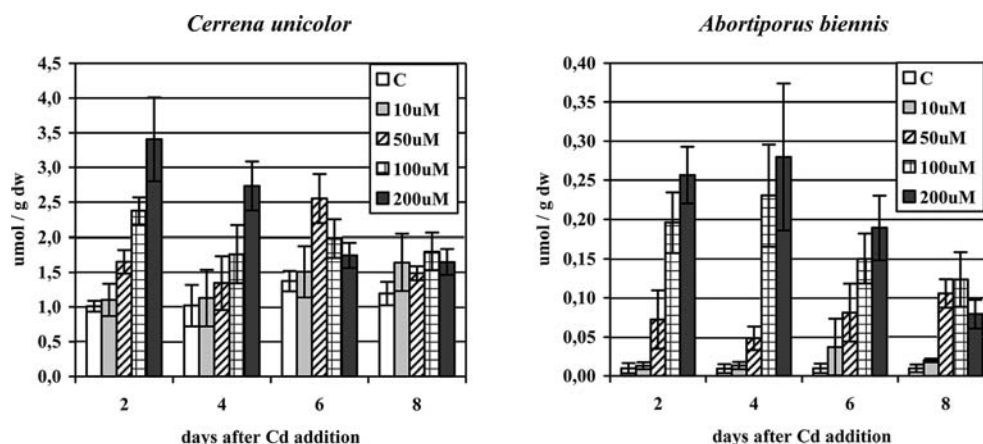 Cerrena unicolor
4,5
4,0
3,5
3,0
2,5
2,0
1,5
1,0
0,5
0,0
umol / g dw
C
10uM
50uM
100uM
200uM
2 4 6 8
days after Cd addition
Abortiporus biennis
0,40
0,35
0,30
0,25
0,20
0,15
0,10
0,05
0,00
umol / g dw
C
10uM
50uM
100uM
200uM
2 4 6 8
days after Cd addition